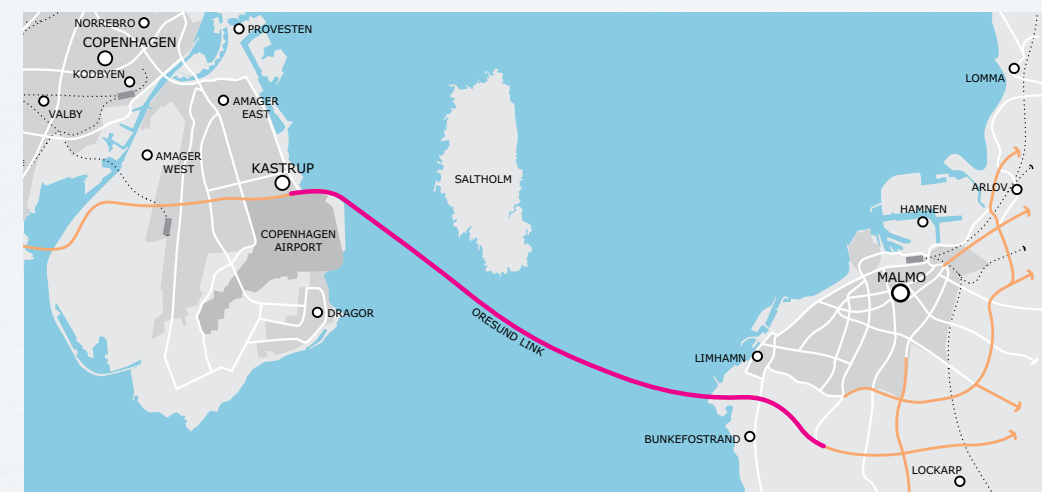 NORREBRO
PROVESTEN
COPENHAGEN
KODBYEN
LOMMA
AMAGER
EAST
VALBY
AMAGER
WEST
KASTRUP
SALTHOLM
ARLOV.
HAMNEN
COPENHAGEN
AIRPORT
MALMO
DRAGOR
ORESUND LINK
LIMHAMN
BUNKEFOSTRAND
LOCKARP